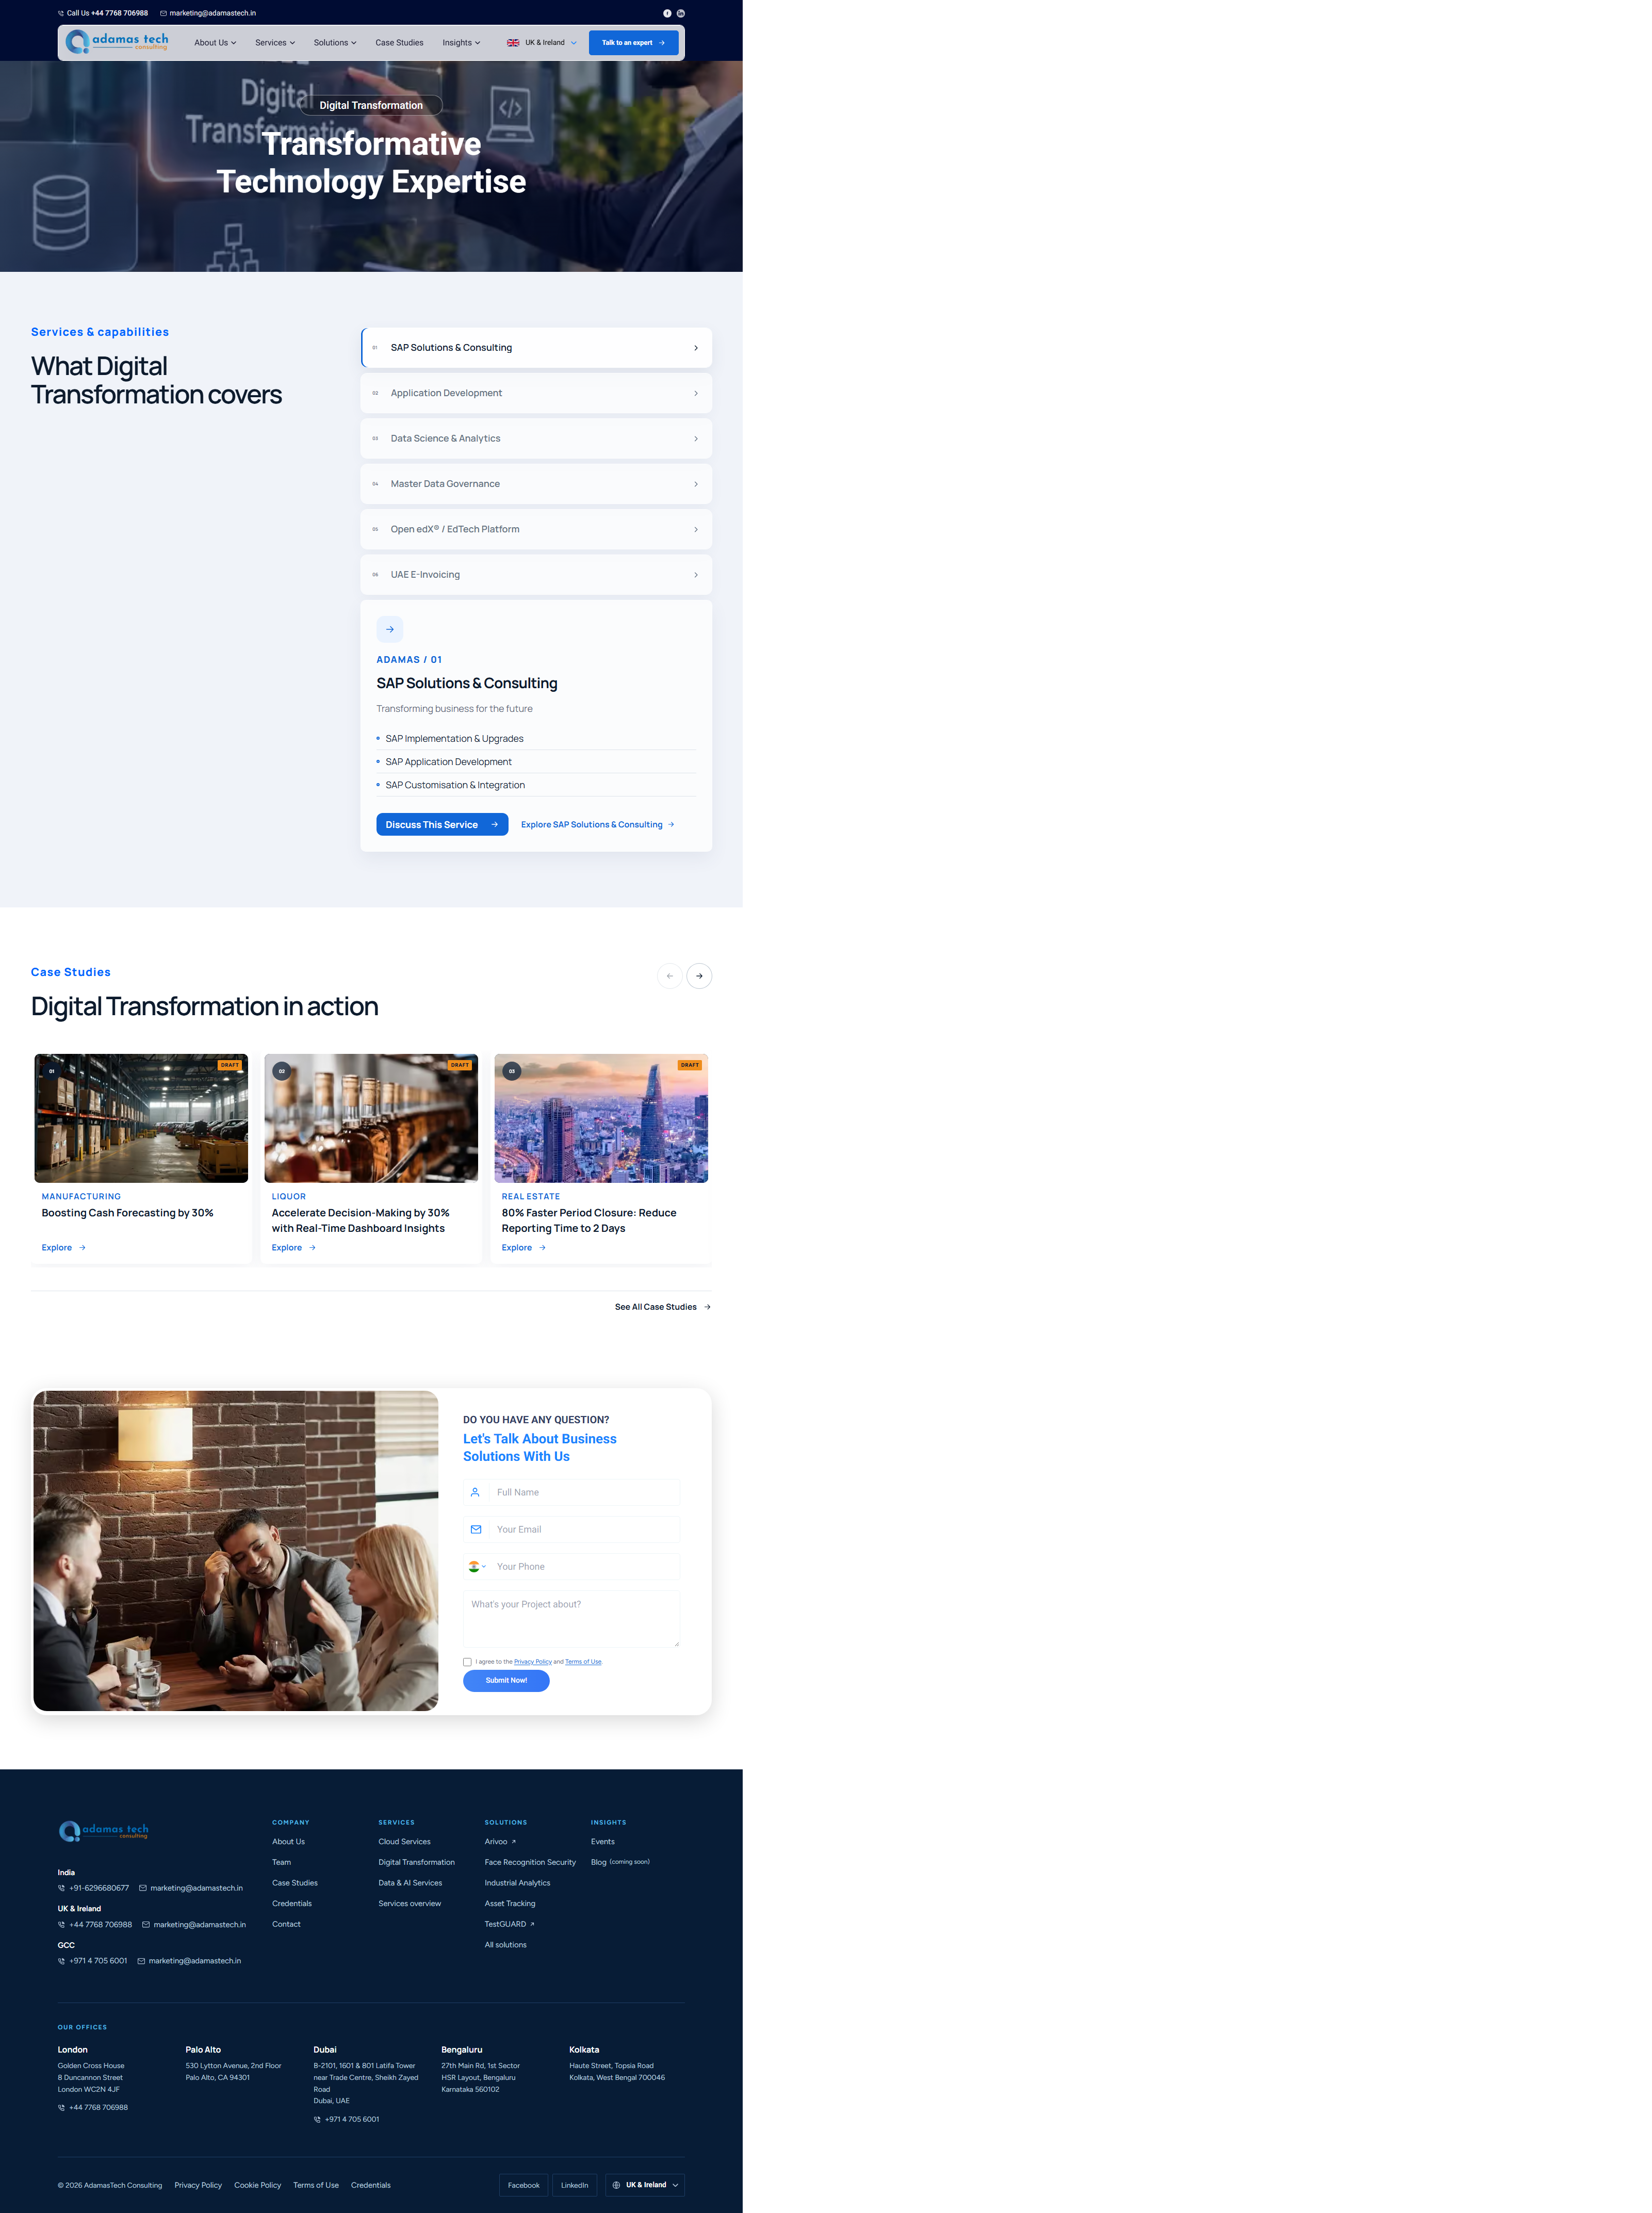 Call Us +44 7768 706988
marketing@adamastech.in
adamas tech
consulting
About Us
Services
Solutions
Case Studies
Insights
UK & Ireland
Talk to an expert
Digital
Transformation
Digital Transformation
Transformative
Technology Expertise
Services & capabilities
What Digital
Transformation covers
01 SAP Solutions & Consulting
02 Application Development
03 Data Science & Analytics
04 Master Data Governance
05 Open edX® / EdTech Platform
06 UAE E-Invoicing
ADAMAS / 01
SAP Solutions & Consulting
Transforming business for the future
SAP Implementation & Upgrades
SAP Application Development
SAP Customisation & Integration
Discuss This Service
Explore SAP Solutions & Consulting
Case Studies
Digital Transformation in action
01
DRAFT
MANUFACTURING
Boosting Cash Forecasting by 30%
Explore
02
DRAFT
LIQUOR
Accelerate Decision-Making by 30%
with Real-Time Dashboard Insights
Explore
03
DRAFT
REAL ESTATE
80% Faster Period Closure: Reduce
Reporting Time to 2 Days
Explore
See All Case Studies
DO YOU HAVE ANY QUESTION?
Let's Talk About Business
Solutions With Us
Full Name
Your Email
Your Phone
What's your Project about?
I agree to the Privacy Policy and Terms of Use.
Submit Now!
adamas tech
consulting
India
+91-6296680677
marketing@adamastech.in
UK & Ireland
+44 7768 706988
marketing@adamastech.in
GCC
+971 4 705 6001
marketing@adamastech.in
COMPANY
About Us
Team
Case Studies
Credentials
Contact
SERVICES
Cloud Services
Digital Transformation
Data & AI Services
Services overview
SOLUTIONS
Arivoo
Face Recognition Security
Industrial Analytics
Asset Tracking
TestGUARD
All solutions
INSIGHTS
Events
Blog (coming soon)
OUR OFFICES
London
Golden Cross House
8 Duncannon Street
London WC2N 4JF
+44 7768 706988
Palo Alto
530 Lytton Avenue, 2nd Floor
Palo Alto, CA 94301
Dubai
B-2101, 1601 & 801 Latifa Tower
near Trade Centre, Sheikh Zayed
Road
Dubai, UAE
+971 4 705 6001
Bengaluru
27th Main Rd, 1st Sector
HSR Layout, Bengaluru
Karnataka 560102
Kolkata
Haute Street, Topsia Road
Kolkata, West Bengal 700046
© 2026 AdamasTech Consulting
Privacy Policy
Cookie Policy
Terms of Use
Credentials
Facebook
LinkedIn
UK & Ireland